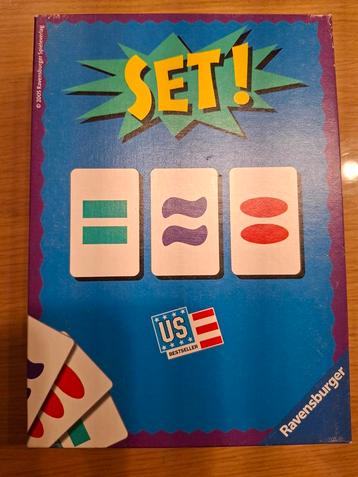 © 2005 Ravensburger Spieleverlag
SET!
US
BESTSELLER
Ravensburger